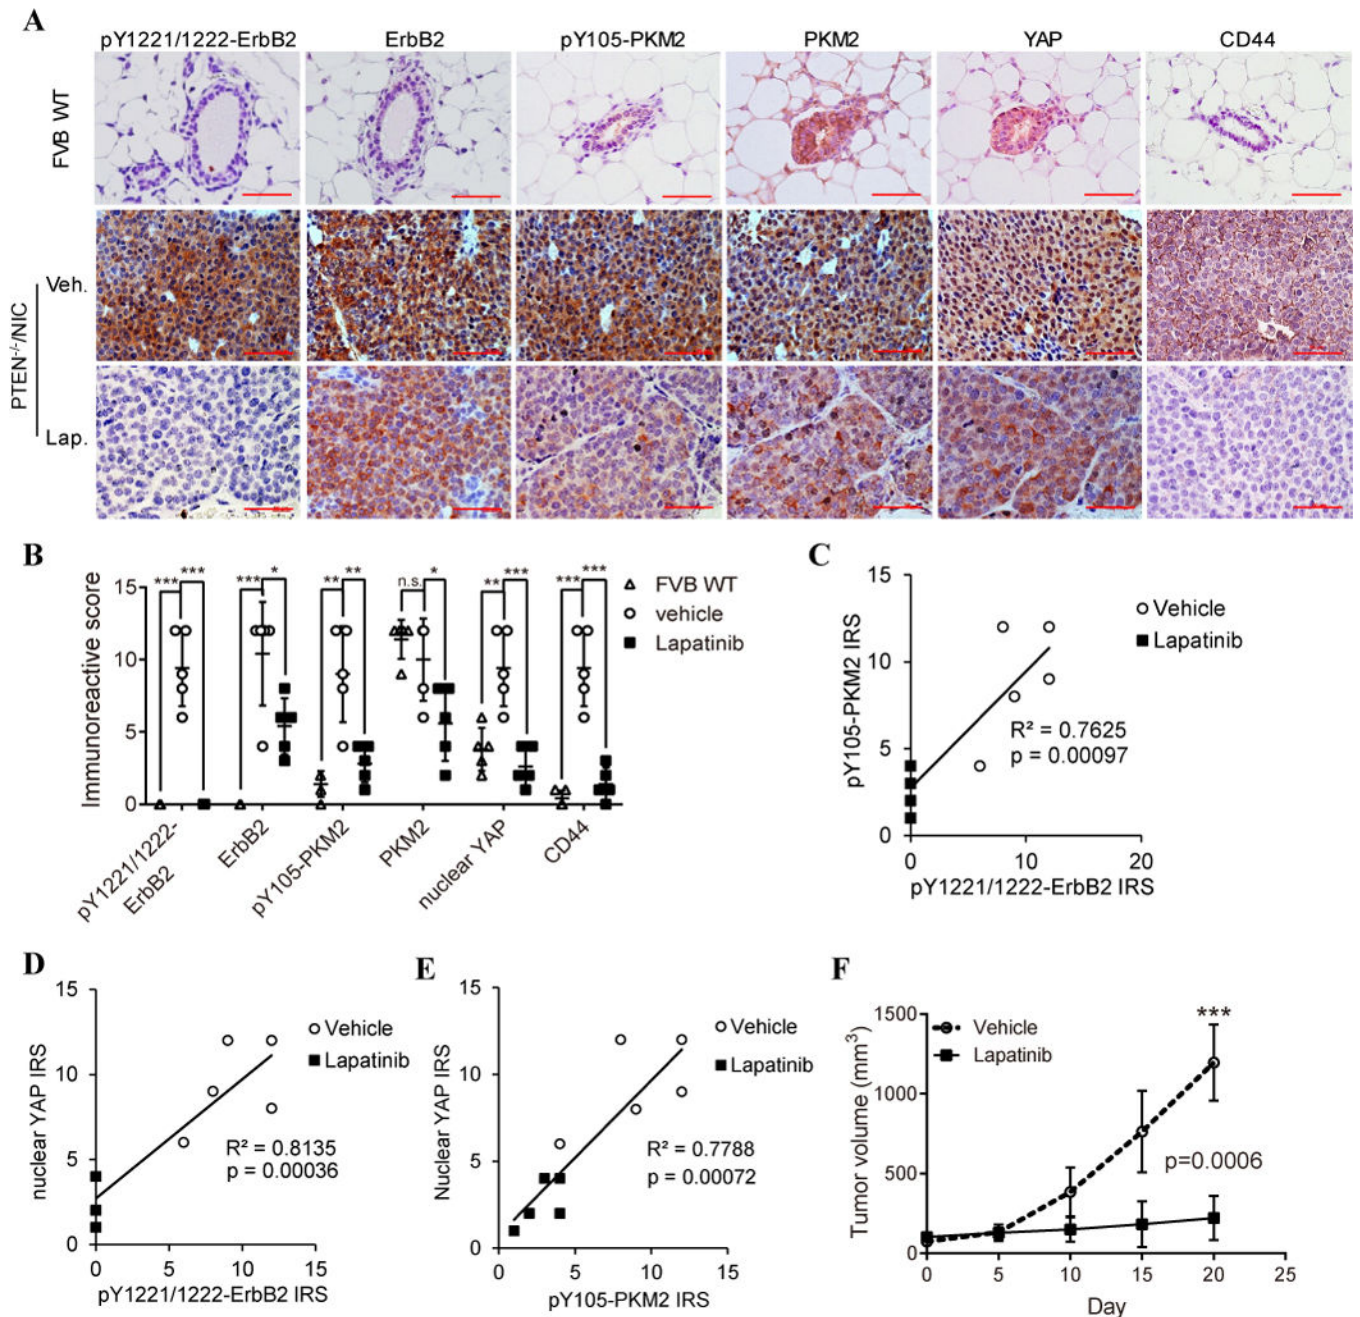 A
pY1221/1222-ErbB2 ErbB2 pY105-PKM2 PKM2 YAP CD44
FVB WT
PTEN-/-/NIC
Veh.
Lap.
B
Immunoreactive score
15
10
5
0
*** *** *** * ** ** n.s. * ** *** *** ***
FVB WT
vehicle
Lapatinib
pY1221/1222-ErbB2
ErbB2
pY105-PKM2
PKM2
nuclear YAP
CD44
C
pY105-PKM2 IRS
15
10
5
0
Vehicle
Lapatinib
R² = 0.7625
p = 0.00097
0 10 20
pY1221/1222-ErbB2 IRS
D
nuclear YAP IRS
15
10
5
0
Vehicle
Lapatinib
R² = 0.8135
p = 0.00036
0 5 10 15
pY1221/1222-ErbB2 IRS
E
Nuclear YAP IRS
15
10
5
0
Vehicle
Lapatinib
R² = 0.7788
p = 0.00072
0 5 10 15
pY105-PKM2 IRS
F
Tumor volume (mm³)
1500
1000
500
0
Vehicle
Lapatinib
***
p=0.0006
0 5 10 15 20 25
Day